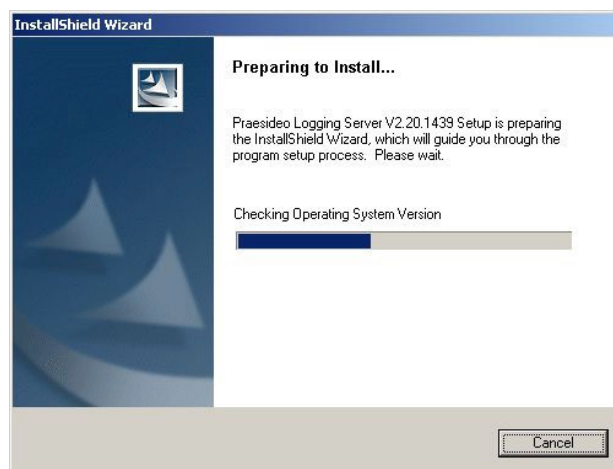 InstallShield Wizard
Preparing to Install...
Praesideo Logging Server V2.20.1439 Setup is preparing
the InstallShield Wizard, which will guide you through the
program setup process. Please wait.
Checking Operating System Version
Cancel